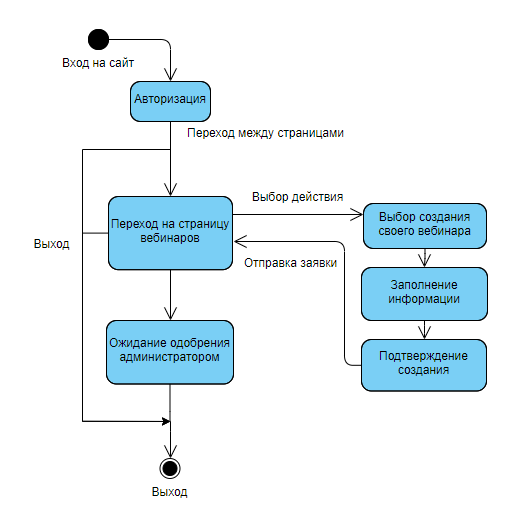 Вход на сайт
Авторизация
Переход между страницами
Выбор действия
Переход на страницу
вебинаров
Выбор создания
своего вебинара
Выход
Отправка заявки
Заполнение
информации
Ожидание одобрения
администратором
Подтверждение
создания
Выход